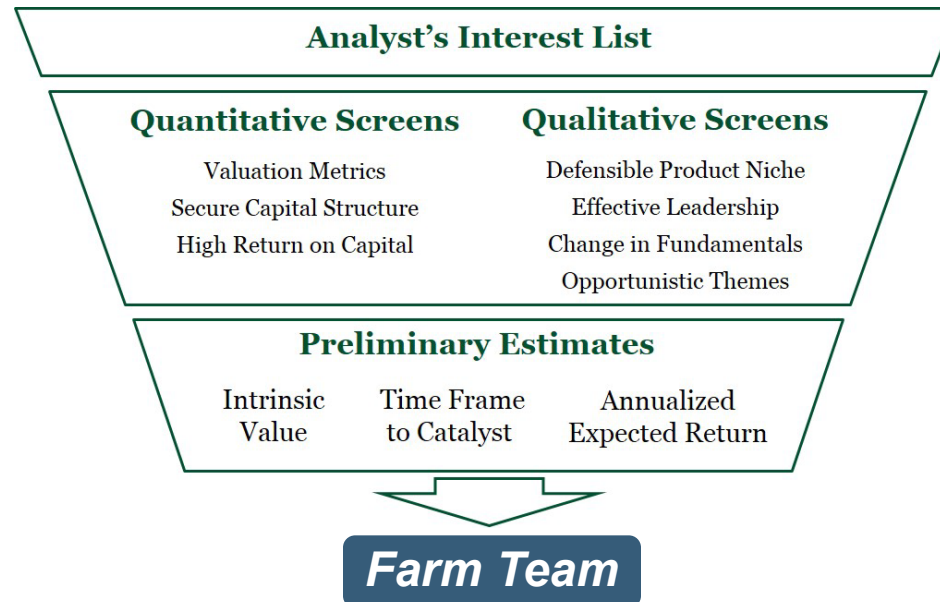 Analyst’s Interest List
Quantitative Screens
Valuation Metrics
Secure Capital Structure
High Return on Capital
Qualitative Screens
Defensible Product Niche
Effective Leadership
Change in Fundamentals
Opportunistic Themes
Preliminary Estimates
Intrinsic
Value
Time Frame
to Catalyst
Annualized
Expected Return
Farm Team